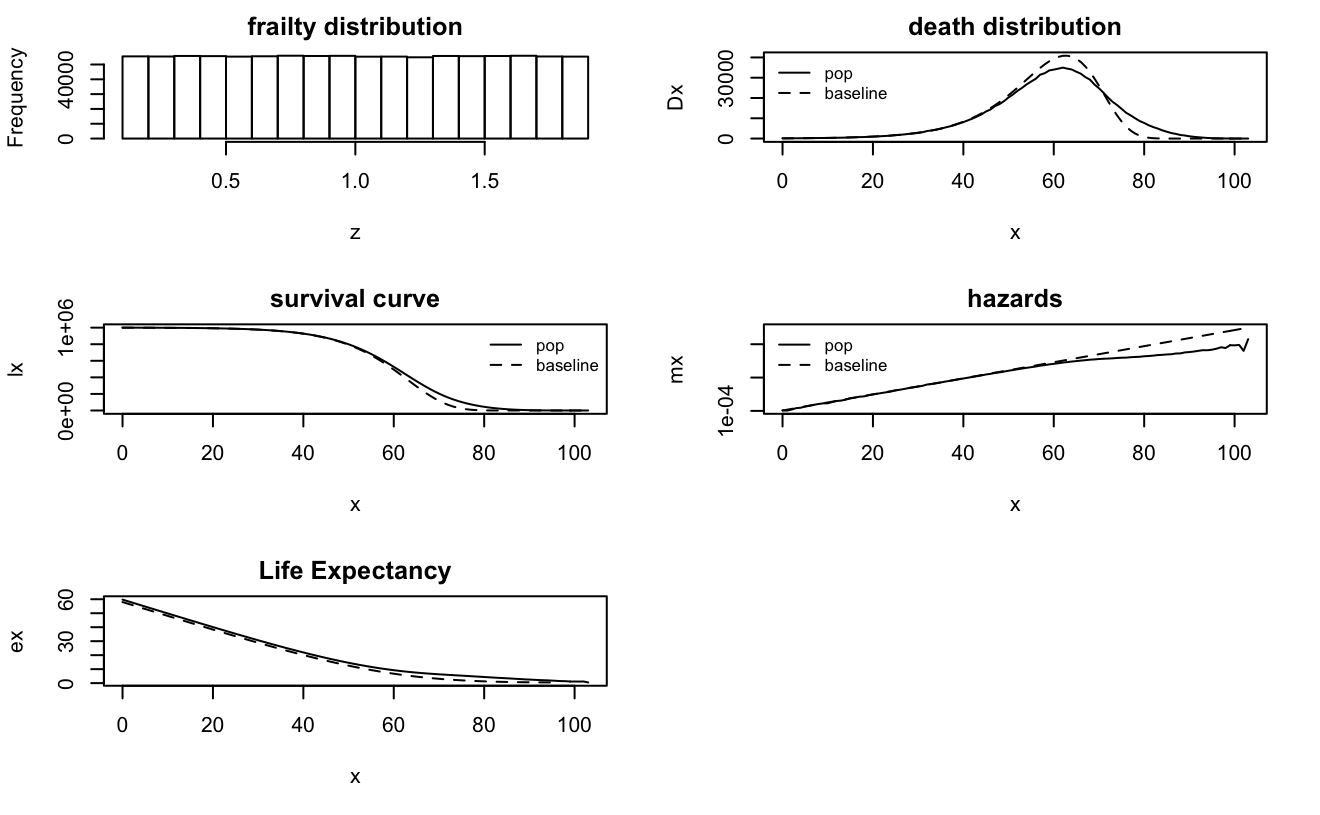 frailty distribution
Frequency
40000
0
0.5 1.0 1.5
z
death distribution
Dx
30000
0
pop
baseline
0 20 40 60 80 100
x
survival curve
lx
1e+06
0e+00
pop
baseline
0 20 40 60 80 100
x
hazards
mx
1e-04
pop
baseline
0 20 40 60 80 100
x
Life Expectancy
ex
60
30
0
0 20 40 60 80 100
x